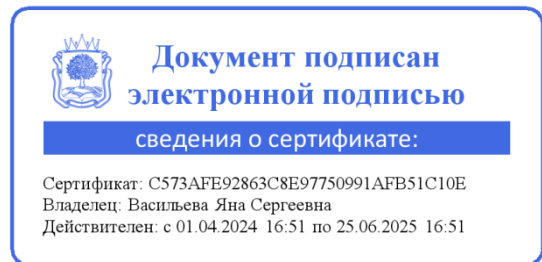 Документ подписан
электронной подписью
сведения о сертификате:
Сертификат: C573AFE92863C8E97750991AFB51C10E
Владелец: Васильева Яна Сергеевна
Действителен: с 01.04.2024 16:51 по 25.06.2025 16:51